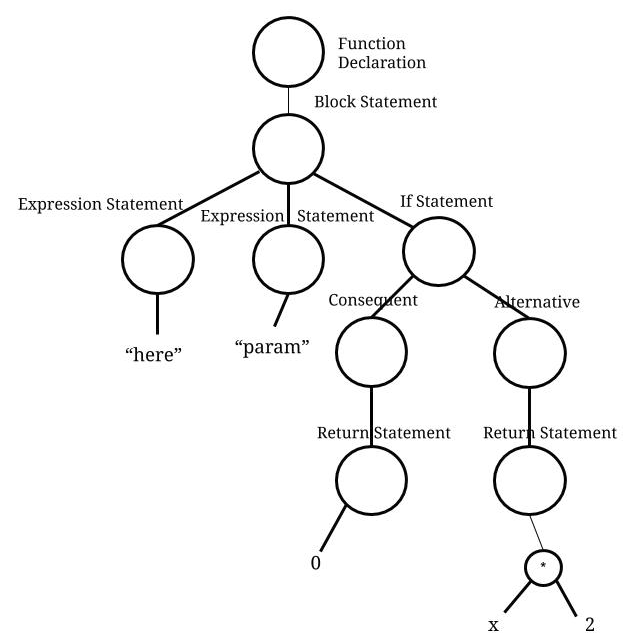 Function
Declaration
Block Statement
Expression Statement
Expression Statement
If Statement
Consequent
Alternative
“here”
“param”
Return Statement
Return Statement
0
*
x
2